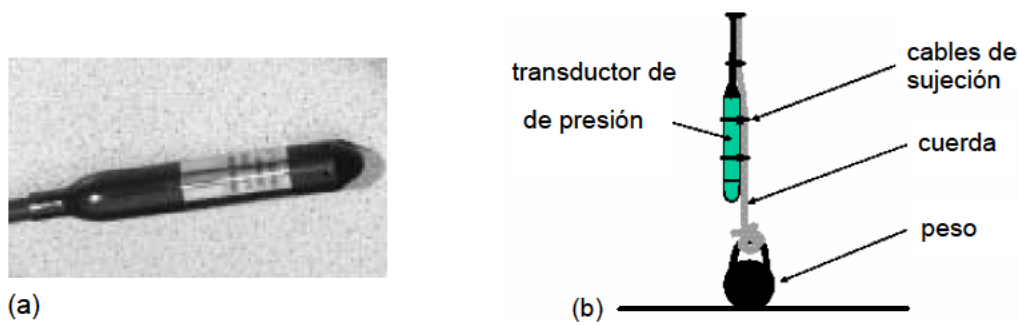 transductor de
de presión
cables de
sujeción
cuerda
peso
(a)
(b)